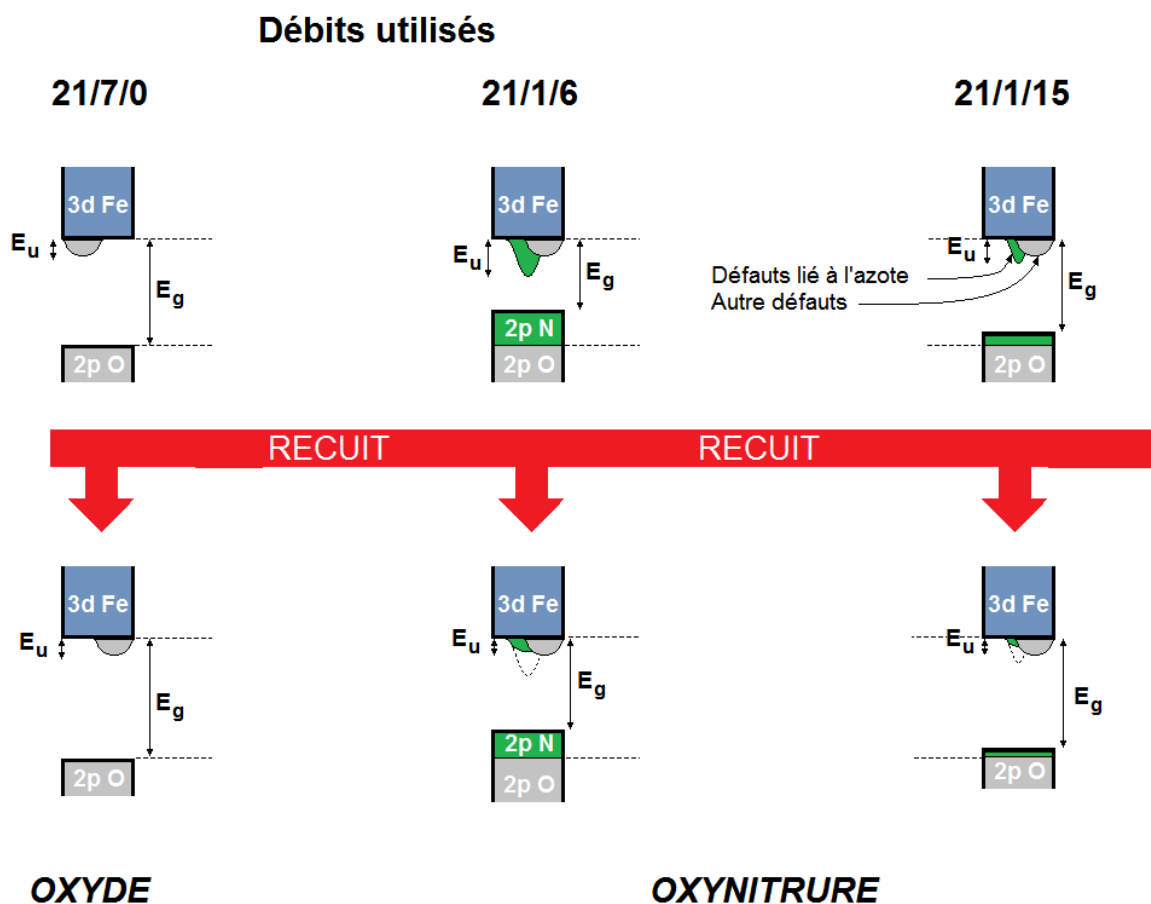 Débits utilisés
21/7/0
21/1/6
21/1/15
3d Fe
3d Fe
3d Fe
Eu
Eg
Eu
Eg
Eu
Eg
Défauts lié à l'azote
Autre défauts
2p O
2p N
2p O
2p O
RECUIT
RECUIT
3d Fe
3d Fe
3d Fe
Eu
Eg
Eu
Eg
Eu
Eg
2p O
2p N
2p O
2p O
OXYDE
OXYNITRURE